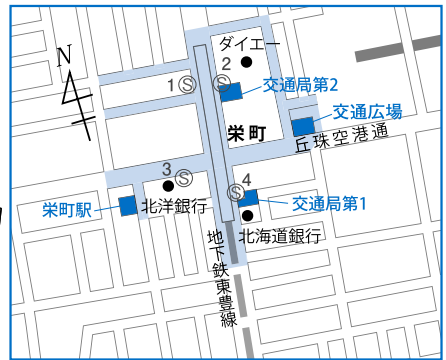 N
ダイエー
2
1 Ⓢ
Ⓢ
交通局第2
交通広場
栄町
丘珠空港通
3
Ⓢ
4
Ⓢ
栄町駅
北洋銀行
交通局第1
北海道銀行
地下鉄東豊線